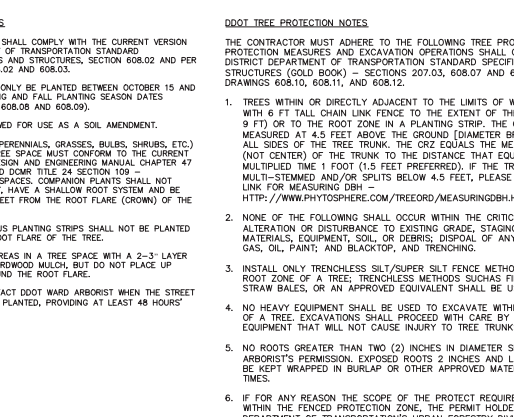 S
SHALL COMPLY WITH THE CURRENT VERSION
T OF TRANSPORTATION STANDARD
S AND STRUCTURES, SECTION 608.02 AND PER
.02 AND 608.03.
ONLY BE PLANTED BETWEEN OCTOBER 15 AND
NG AND FALL PLANTING SEASON DATES
608.08 AND 608.09).
WED FOR USE AS A SOIL AMENDMENT.
PERENNIALS, GRASSES, BULBS, SHRUBS, ETC.)
EE SPACE MUST CONFORM TO THE CURRENT
SIGN AND ENGINEERING MANUAL CHAPTER 47
ND DCMR TITLE 24 SECTION 109 –
SPACES. COMPANION PLANTS SHALL NOT
, HAVE A SHALLOW ROOT SYSTEM AND BE
EET FROM THE ROOT FLARE (CROWN) OF THE
US PLANTING STRIPS SHALL NOT BE PLANTED
OOT FLARE OF THE TREE.
REAS IN A TREE SPACE WITH A 2–3" LAYER
RDWOOD MULCH, BUT DO NOT PLACE UP
UND THE ROOT FLARE.
ACT DDOT WARD ARBORIST WHEN THE STREET
PLANTED, PROVIDING AT LEAST 48 HOURS'
DDOT TREE PROTECTION NOTES
THE CONTRACTOR MUST ADHERE TO THE FOLLOWING TREE PRO
PROTECTION MEASURES AND EXCAVATION OPERATIONS SHALL C
DISTRICT DEPARTMENT OF TRANSPORTATION STANDARD SPECIFI
STRUCTURES (GOLD BOOK) – SECTIONS 207.03, 608.07 AND 6
DRAWINGS 608.10, 608.11, AND 608.12.
1. TREES WITHIN OR DIRECTLY ADJACENT TO THE LIMITS OF W
WITH 6 FT TALL CHAIN LINK FENCE TO THE EXTENT OF TH
9 FT) OR TO THE ROOT ZONE IN A PLANTING STRIP. THE C
MEASURED AT 4.5 FEET ABOVE THE GROUND [DIAMETER BR
ALL SIDES OF THE TREE TRUNK. THE CRZ EQUALS THE ME
(NOT CENTER) OF THE TRUNK TO THE DISTANCE THAT EQU
MULTIPLIED TIME 1 FOOT (1.5 FEET PREFERRED). IF THE TR
MULTI–STEMMED AND/OR SPLITS BELOW 4.5 FEET, PLEASE
LINK FOR MEASURING DBH –
HTTP: //WWW.PHYTOSPHERE.COM/TREEORD/MEASURINGDBH.H
2. NONE OF THE FOLLOWING SHALL OCCUR WITHIN THE CRITIC
ALTERATION OR DISTURBANCE TO EXISTING GRADE, STAGING
MATERIALS, EQUIPMENT, SOIL, OR DEBRIS; DISPOAL OF ANY
GAS, OIL, PAINT; AND BLACKTOP, AND TRENCHING.
3. INSTALL ONLY TRENCHLESS SILT/SUPER SILT FENCE METHO
ROOT ZONE OF A TREE; TRENCHLESS METHODS SUCHAS FI
STRAW BALES, OR AN APPROVED EQUIVALENT SHALL BE U
4. NO HEAVY EQUIPMENT SHALL BE USED TO EXCAVATE WITHI
OF A TREE. EXCAVATIONS SHALL PROCEED WITH CARE BY
EQUIPMENT THAT WILL NOT CAUSE INJURY TO TREE TRUNK
5. NO ROOTS GREATER THAN TWO (2) INCHES IN DIAMETER S
ARBORIST'S PERMISSION. EXPOSED ROOTS 2 INCHES AND L
BE KEPT WRAPPED IN BURLAP OR OTHER APPROVED MATE
TIMES.
6. IF FOR ANY REASON THE SCOPE OF THE PROTECT REQUIRE
WITHIN THE FENCED PROTECTION ZONE, THE PERMIT HOLDE
DEPARTMENT OF TRANSPORTATION'S URBAN FORESTRY DIV